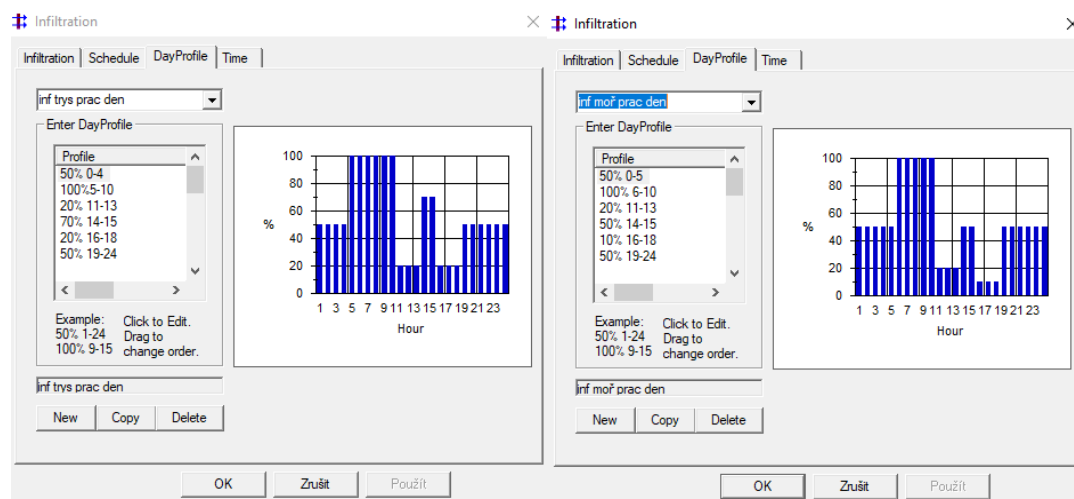 Infiltration
Infiltration Schedule DayProfile Time
inf trys prac den
Enter DayProfile
Profile
50% 0-4
100%5-10
20% 11-13
70% 14-15
20% 16-18
50% 19-24
Example:
50% 1-24
100% 9-15
Click to Edit.
Drag to
change order.
100
80
60
40
20
0
%
1 3 5 7 9 11 13 15 17 19 21 23
Hour
inf trys prac den
New Copy Delete
OK Zrušit Použít
Infiltration
Infiltration Schedule DayProfile Time
inf moř prac den
Enter DayProfile
Profile
50% 0-5
100% 6-10
20% 11-13
50% 14-15
10% 16-18
50% 19-24
Example:
50% 1-24
100% 9-15
Click to Edit.
Drag to
change order.
100
80
60
40
20
0
%
1 3 5 7 9 11 13 15 17 19 21 23
Hour
inf moř prac den
New Copy Delete
OK Zrušit Použít